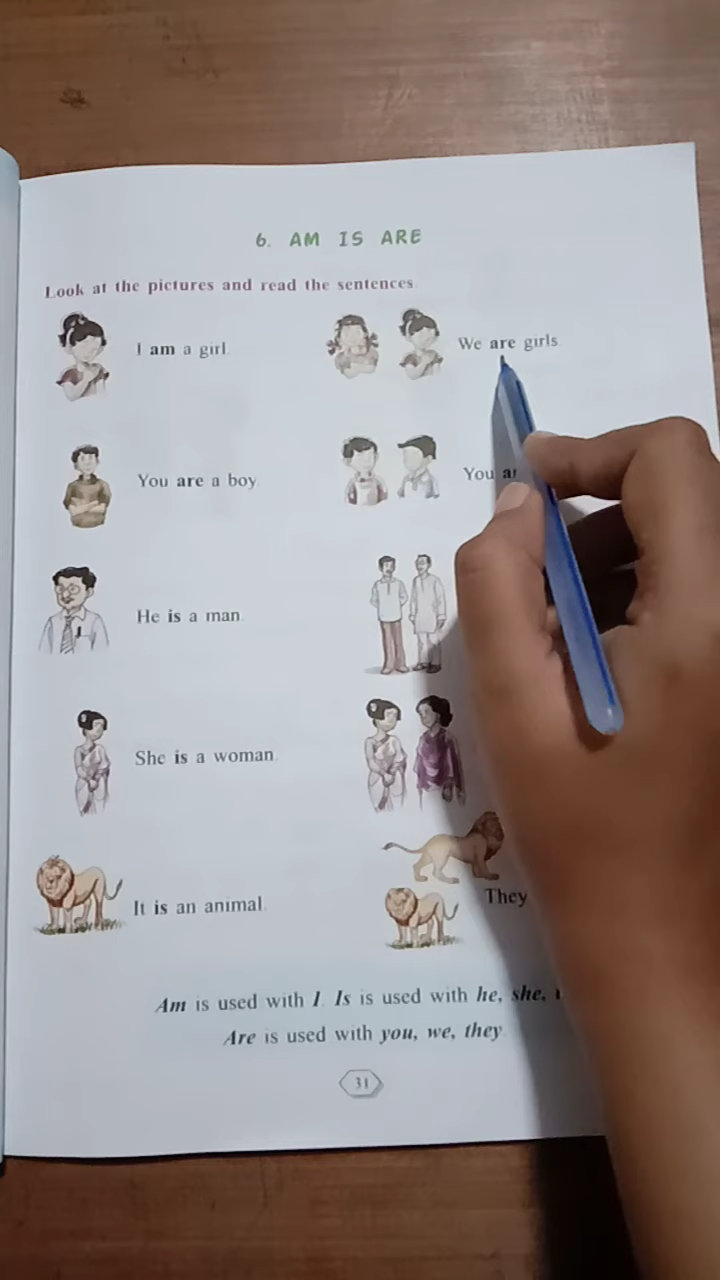 6. AM IS ARE
Look at the pictures and read the sentences.
I am a girl.
We are girls.
You are a boy.
You
He is a man.
She is a woman.
It is an animal.
They
Am is used with I. Is is used with he, she,
Are is used with you, we, they.
31